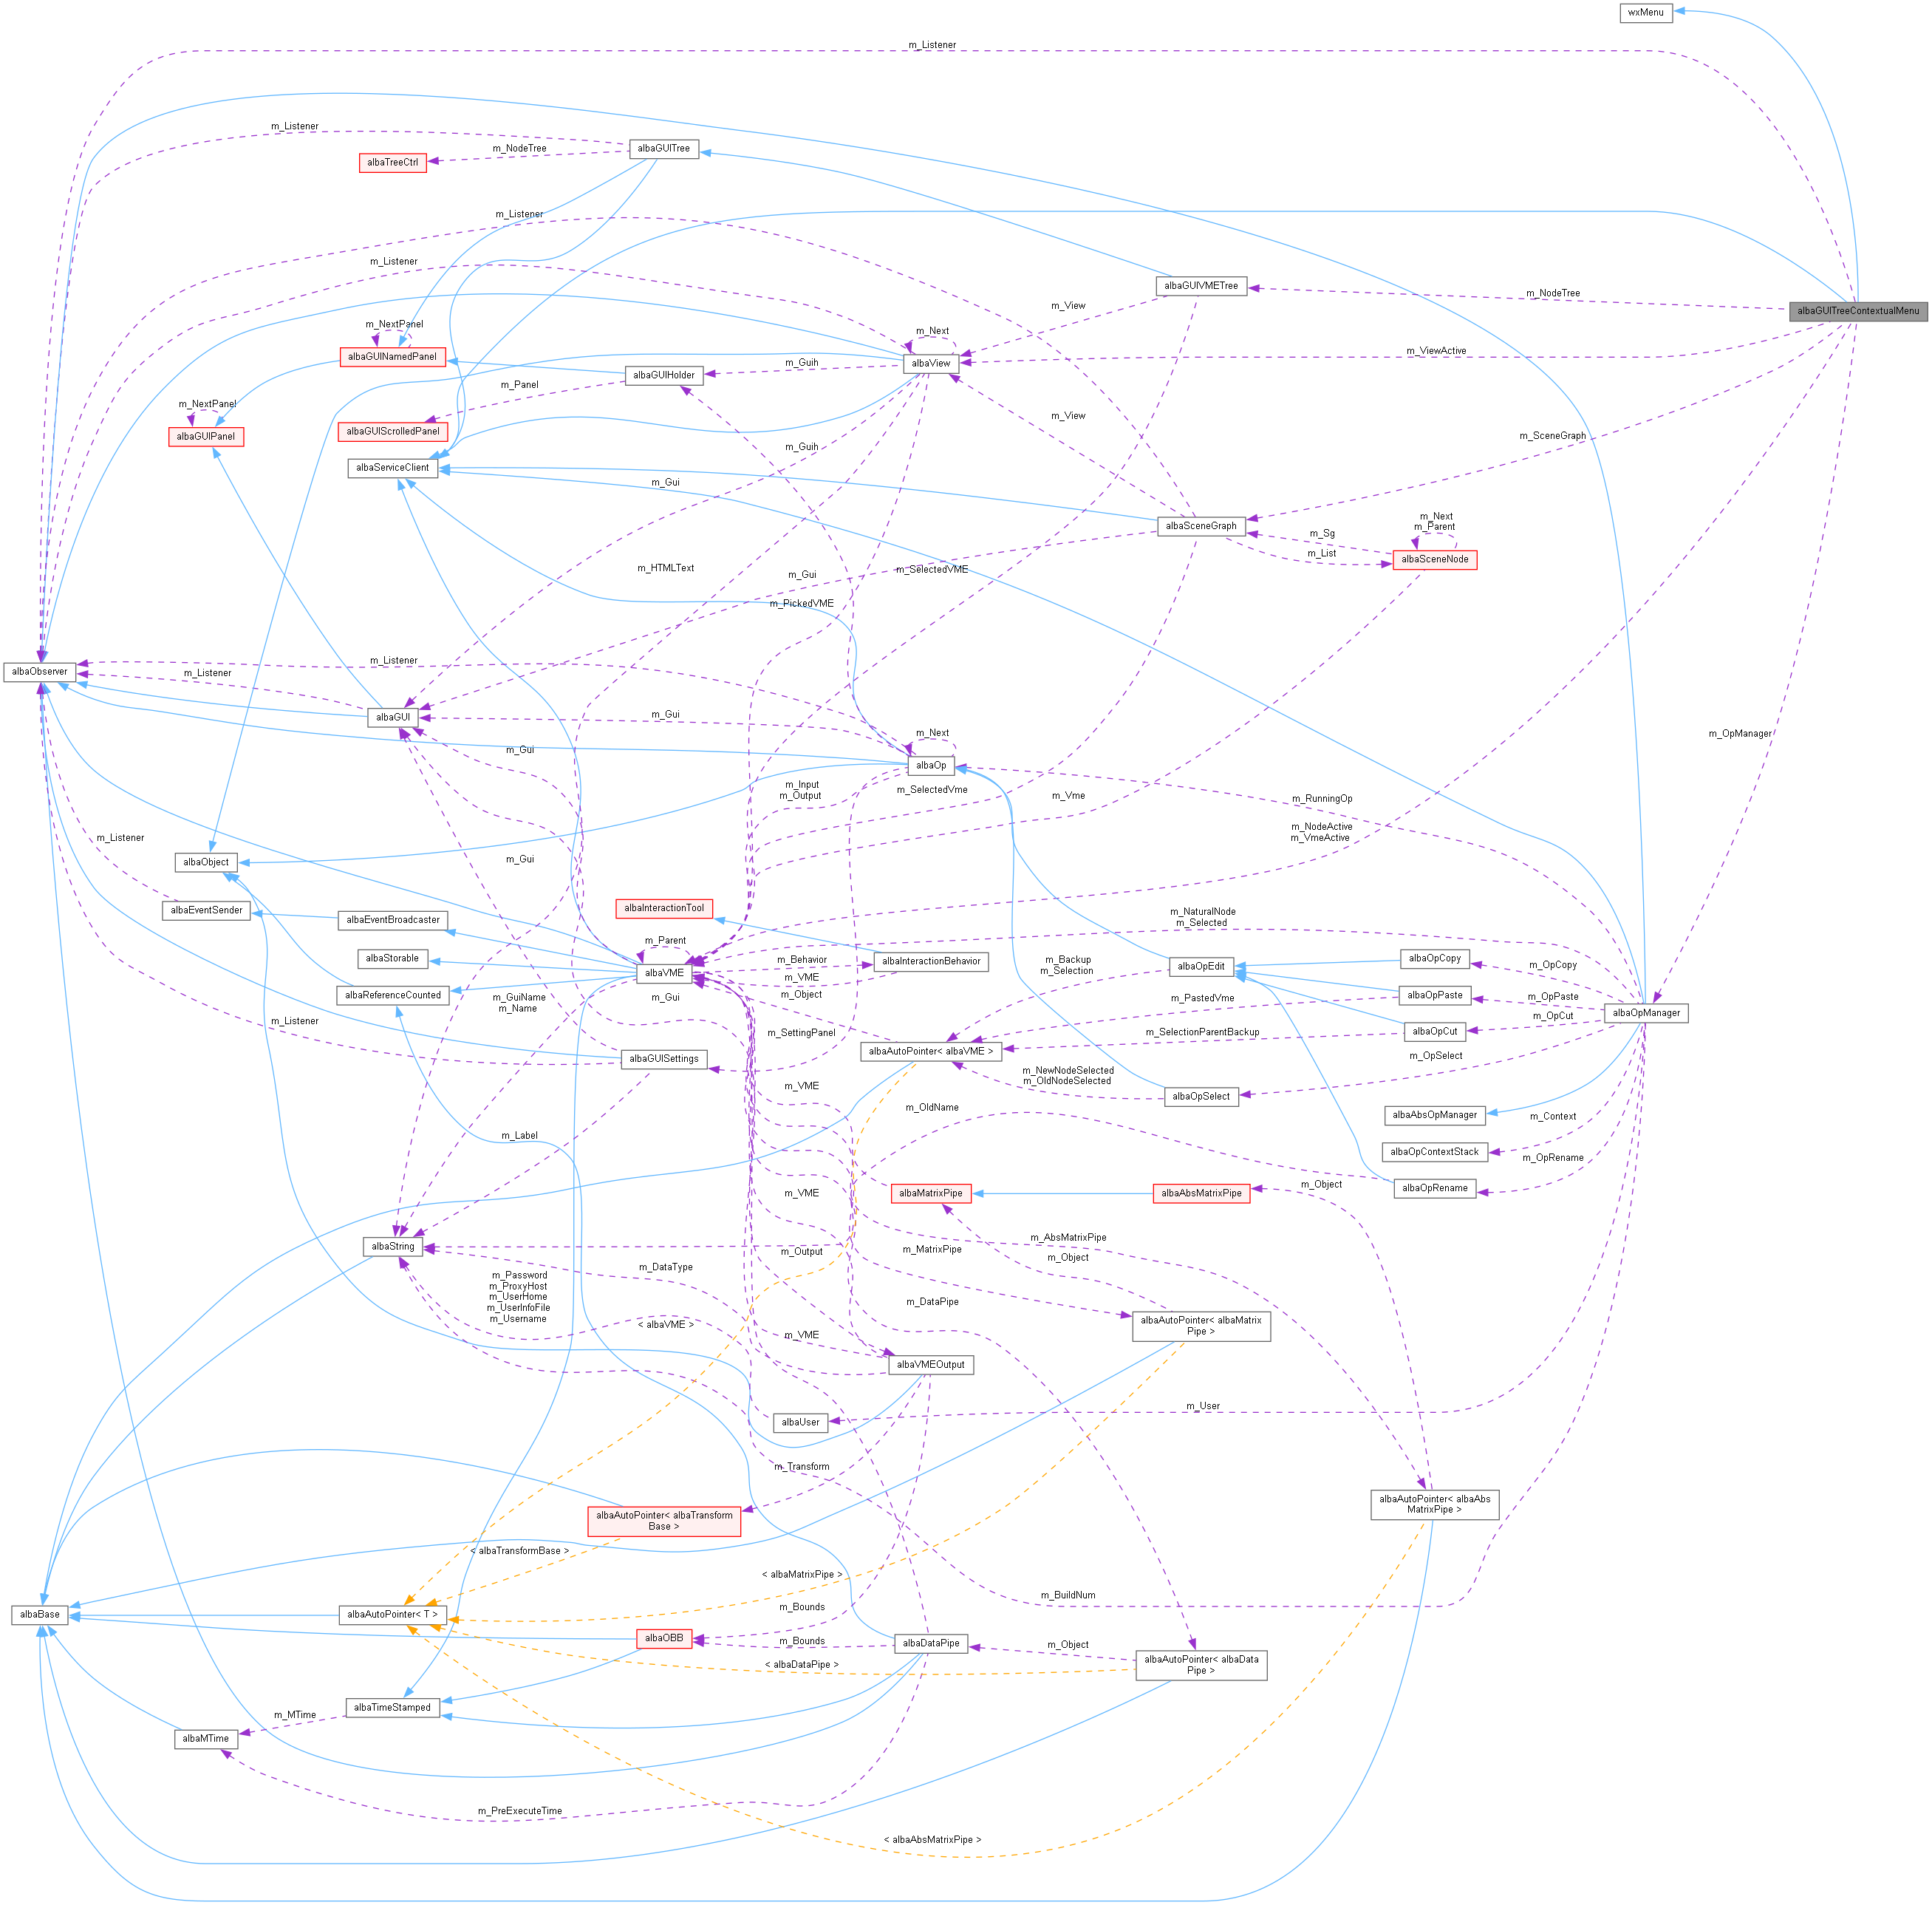 wxMenu
m_Listener
m_Listener
albaGUITree
m_NodeTree
albaTreeCtrl
m_Listener
m_Listener
albaGUIVMETree
m_NodeTree
albaGUITreeContextualMenu
m_View
m_NextPanel
m_Next
albaGUINamedPanel
m_ViewActive
m_Guih
albaView
albaGUIHolder
m_Panel
m_NextPanel
m_View
albaGUIPanel
albaGUIScrolledPanel
m_SceneGraph
m_Guih
albaServiceClient
m_Gui
m_Next
m_Parent
albaSceneGraph
m_Sg
m_List
albaSceneNode
m_HTMLText
m_SelectedVME
m_Gui
m_PickedVME
albaObserver
m_Listener
m_Listener
albaGUI
m_Gui
m_Next
m_OpManager
m_Gui
albaOp
m_Input
m_Output
m_SelectedVme
m_Vme
m_RunningOp
m_NodeActive
m_VmeActive
m_Listener
m_Gui
albaObject
albaEventSender
albaEventBroadcaster
albaInteractionTool
m_NaturalNode
m_Selected
m_Parent
albaStorable
albaVME
m_Behavior
m_VME
albaInteractionBehavior
m_Backup
m_Selection
albaOpEdit
albaOpCopy
m_OpCopy
albaReferenceCounted
m_GuiName
m_Name
m_Gui
m_Object
m_PastedVme
albaOpPaste
m_OpPaste
albaOpManager
m_Listener
m_SettingPanel
m_SelectionParentBackup
albaOpCut
m_OpCut
albaGUISettings
albaAutoPointer< albaVME >
m_OpSelect
m_VME
m_NewNodeSelected
m_OldNodeSelected
albaOpSelect
m_OldName
albaAbsOpManager
m_Context
m_Label
albaOpContextStack
m_OpRename
m_VME
albaMatrixPipe
albaAbsMatrixPipe
m_Object
albaOpRename
albaString
m_Output
m_MatrixPipe
m_AbsMatrixPipe
m_Object
m_DataType
m_Password
m_ProxyHost
m_UserHome
m_UserInfoFile
m_Username
m_DataPipe
< albaVME >
m_VME
albaAutoPointer< albaMatrix
Pipe >
albaVMEOutput
m_User
albaUser
m_Transform
albaAutoPointer< albaAbs
MatrixPipe >
albaAutoPointer< albaTransform
Base >
< albaTransformBase >
< albaMatrixPipe >
m_BuildNum
m_Bounds
albaBase
albaAutoPointer< T >
albaOBB
m_Bounds
albaDataPipe
m_Object
albaAutoPointer< albaData
Pipe >
< albaDataPipe >
albaTimeStamped
m_MTime
albaMTime
m_PreExecuteTime
< albaAbsMatrixPipe >